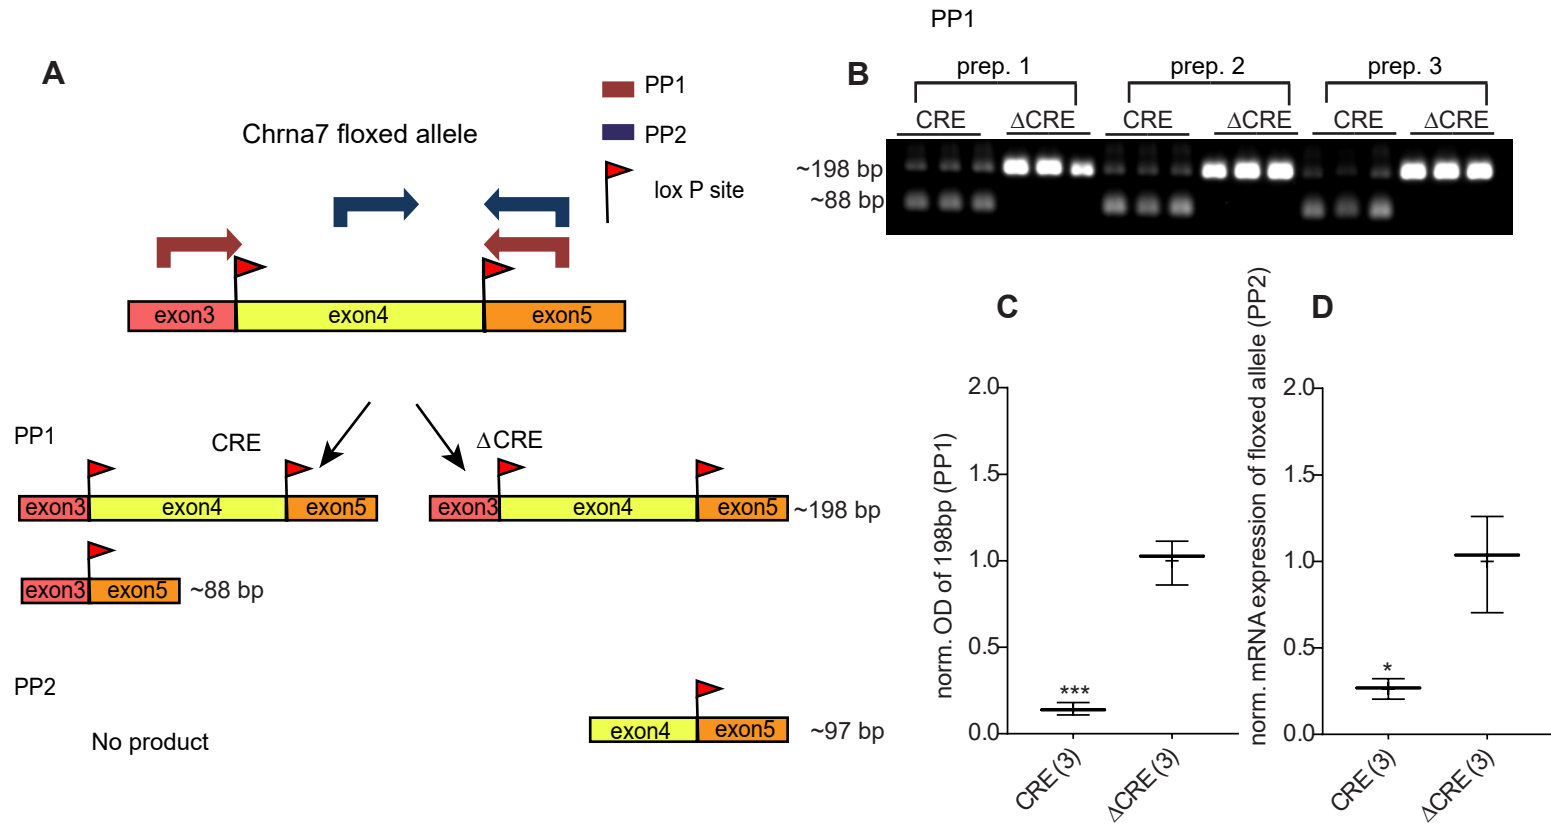 A
PP1
PP2
lox P site
Chrna7 floxed allele
exon3 exon4 exon5
PP1
CRE
ΔCRE
exon3 exon4 exon5
exon3 exon4 exon5 ~198 bp
exon3 exon5 ~88 bp
PP2
No product
exon4 exon5 ~97 bp
PP1
B
prep. 1 prep. 2 prep. 3
CRE ΔCRE CRE ΔCRE CRE ΔCRE
~198 bp
~88 bp
C
norm. OD of 198bp (PP1)
2.0
1.5
1.0
0.5
0.0
***
CRE (3) ΔCRE (3)
D
norm. mRNA expression of floxed allele (PP2)
2.0
1.5
1.0
0.5
0.0
*
CRE (3) ΔCRE (3)